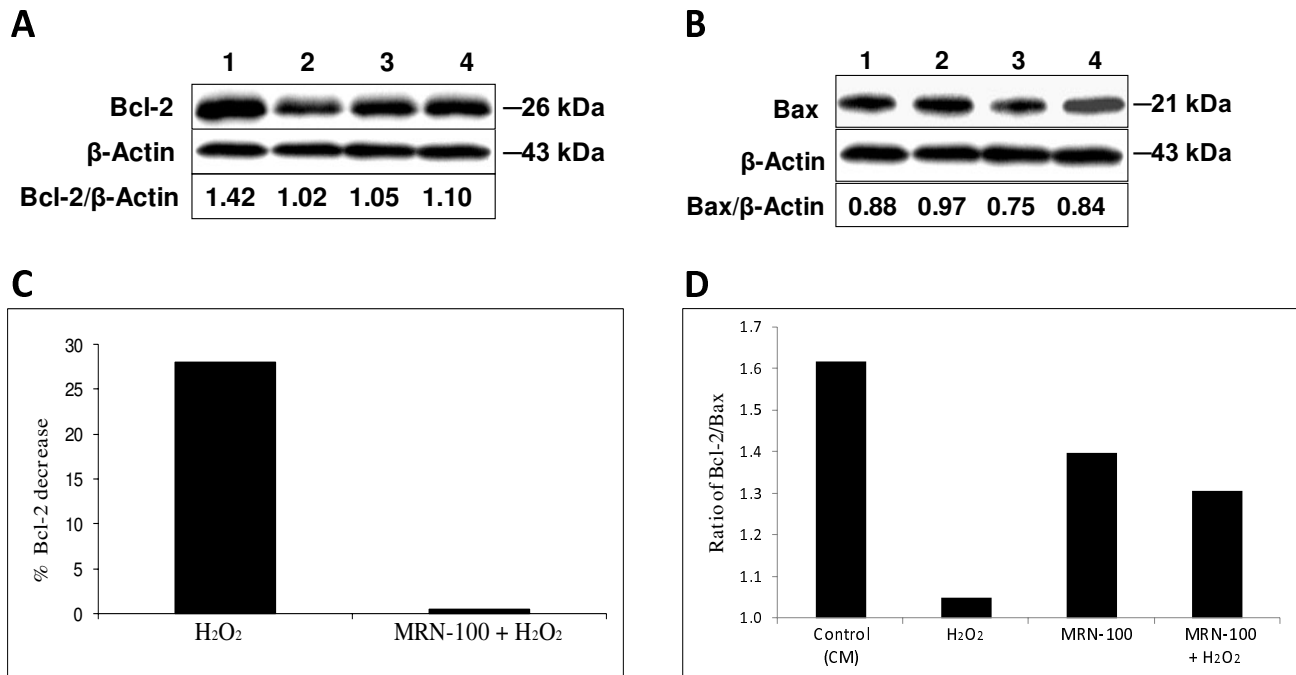 A
1 2 3 4
Bcl-2 26 kDa
β-Actin 43 kDa
Bcl-2/β-Actin 1.42 1.02 1.05 1.10
B
1 2 3 4
Bax 21 kDa
β-Actin 43 kDa
Bax/β-Actin 0.88 0.97 0.75 0.84
C
% Bcl-2 decrease
30
25
20
15
10
5
0
H₂O₂ MRN-100 + H₂O₂
D
Ratio of Bcl-2/Bax
1.7
1.6
1.5
1.4
1.3
1.2
1.1
1.0
Control H₂O₂ MRN-100 MRN-100
(CM) + H₂O₂